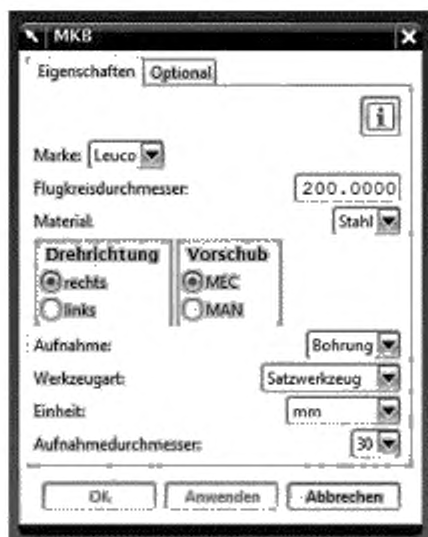 MKB
Eigenschaften Optional
i
Marke: Leuco
Flugkreisdurchmesser: 200.0000
Material: Stahl
Drehrichtung Vorschub
rechts MEC
links MAN
Aufnahme: Bohrung
Werkzeugart: Satzwerkzeug
Einheit: mm
Aufnahmedurchmesser: 30
OK Anwenden Abbrechen